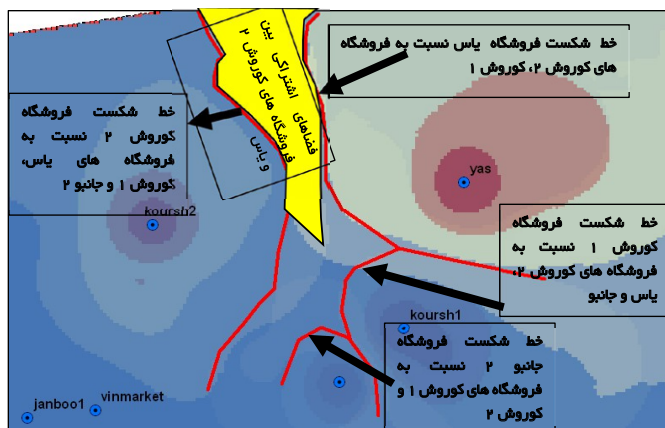 خط شکست فروشگاه یاس نسبت به فروشگاه
های کوروش ۲، کوروش ۱
فضاهای اشتراکی بین
فروشگاه های کوروش ۲
و یاس
خط شکست فروشگاه
کوروش ۲ نسبت به
فروشگاه های یاس،
کوروش ۱ و جانبو ۲
yas
koursh2
خط شکست فروشگاه
کوروش ۱ نسبت به
فروشگاه های کوروش ۲،
یاس و جانبو
koursh1
خط شکست فروشگاه
جانبو ۲ نسبت به
فروشگاه های کوروش ۱ و
کوروش ۲
vinmarket
janboo1